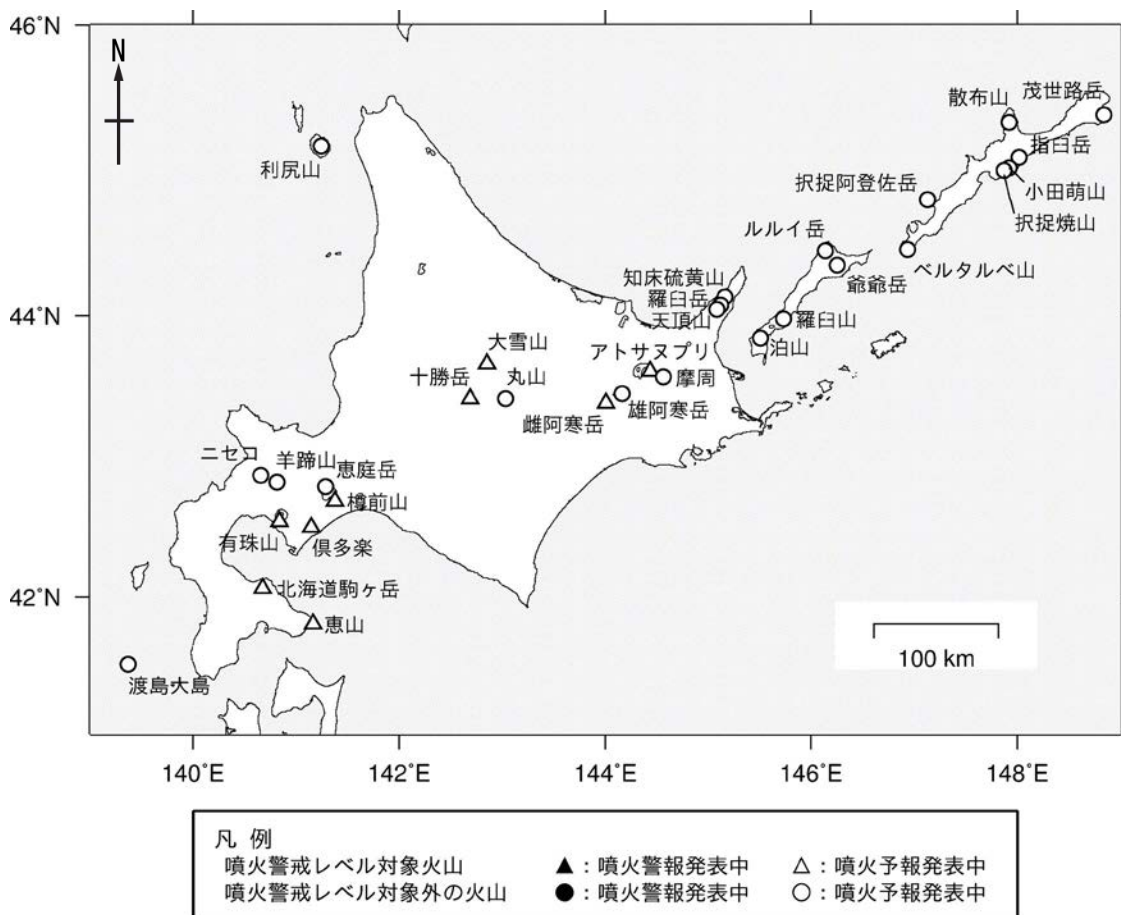 46°N
N
散布山
茂世路岳
利尻山
指臼岳
択捉阿登佐岳
小田萌山
択捉焼山
ルルイ岳
ベルタルベ山
爺爺岳
知床硫黄山
羅臼岳
44°N
天頂山
羅臼山
泊山
大雪山
アトサヌプリ
十勝岳
丸山
摩周
雌阿寒岳
雄阿寒岳
ニセコ
羊蹄山
恵庭岳
樽前山
有珠山
倶多楽
42°N
北海道駒ヶ岳
恵山
100 km
渡島大島
140°E 142°E 144°E 146°E 148°E
凡 例
噴火警戒レベル対象火山 ▲:噴火警報発表中 △:噴火予報発表中
噴火警戒レベル対象外の火山 ●:噴火警報発表中 ○:噴火予報発表中